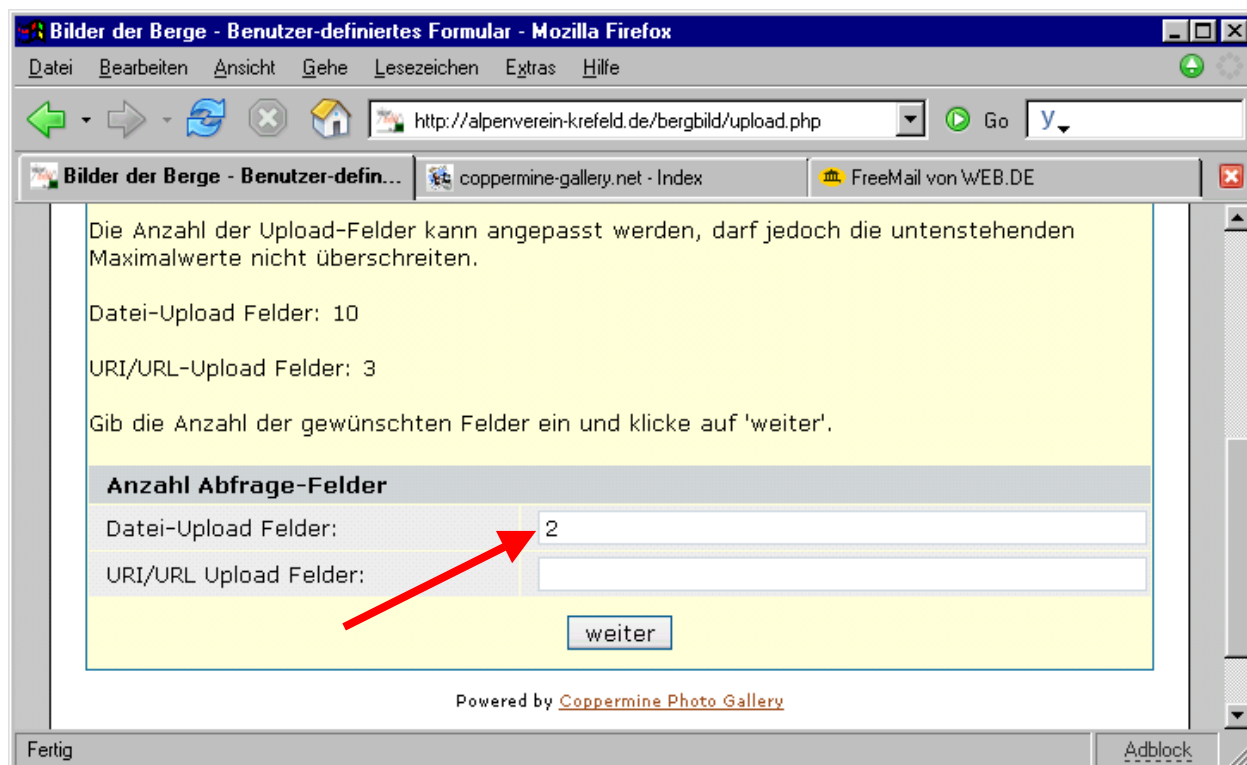 Bilder der Berge - Benutzer-definiertes Formular - Mozilla Firefox
Datei Bearbeiten Ansicht Gehe Lesezeichen Extras Hilfe
http://alpenverein-krefeld.de/bergbild/upload.php Go y
Bilder der Berge - Benutzer-defin... coppermine-gallery.net - Index FreeMail von WEB.DE
Die Anzahl der Upload-Felder kann angepasst werden, darf jedoch die untenstehenden
Maximalwerte nicht überschreiten.
Datei-Upload Felder: 10
URI/URL-Upload Felder: 3
Gib die Anzahl der gewünschten Felder ein und klicke auf 'weiter'.
Anzahl Abfrage-Felder
Datei-Upload Felder: 2
URI/URL Upload Felder:
weiter
Powered by Coppermine Photo Gallery
Fertig Adblock